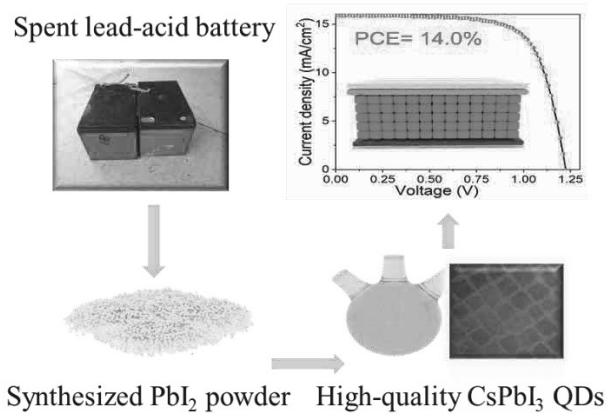 Spent lead-acid battery
PCE= 14.0%
Current density (mA/cm²)
15
10
5
0
0.00 0.25 0.50 0.75 1.00 1.25
Voltage (V)
Synthesized PbI₂ powder
High-quality CsPbI₃ QDs